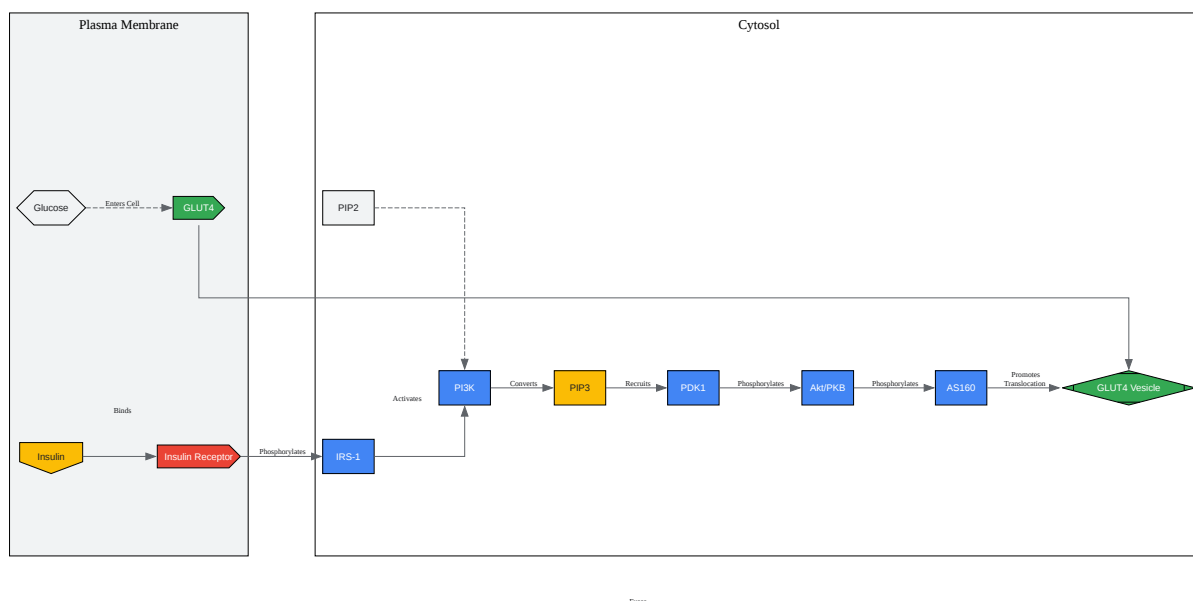 Plasma Membrane
Cytosol
Glucose
Enters Cell
GLUT4
PIP2
PI3K
Converts
PIP3
Recruits
PDK1
Phosphorylates
Akt/PKB
Phosphorylates
AS160
Promotes
Translocation
GLUT4 Vesicle
Activates
Binds
Insulin
Insulin Receptor
Phosphorylates
IRS-1